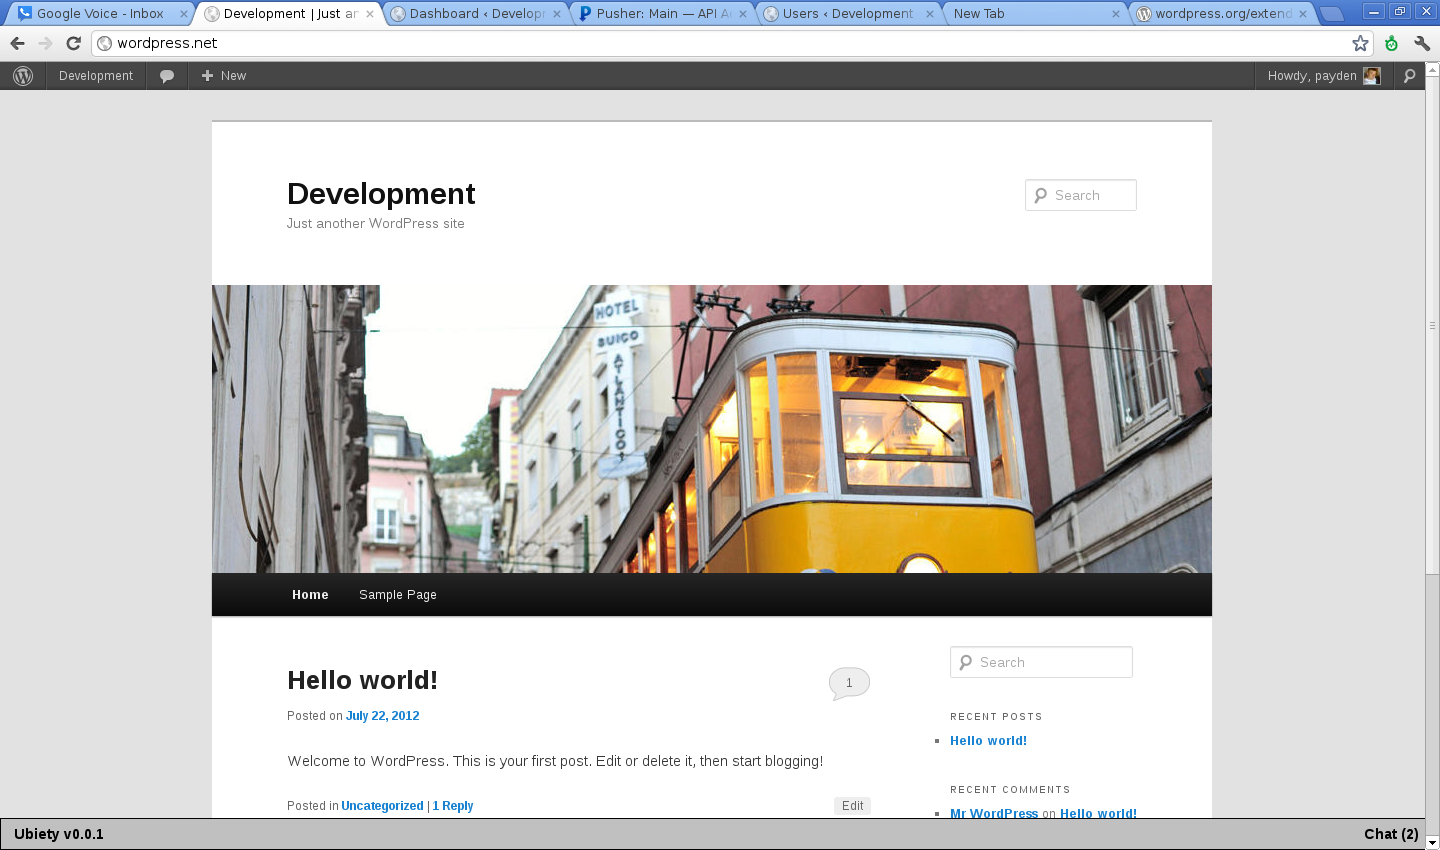 Google Voice - Inbox
Development | Just an
Dashboard ‹ Developm
Pusher: Main — API Ac
Users ‹ Development
New Tab
wordpress.org/extend
wordpress.net
Development
New
Howdy, payden
Development
Search
Just another WordPress site
HOTEL
SUICO
ATLANTICO
Home
Sample Page
Search
Hello world!
1
Posted on July 22, 2012
RECENT POSTS
Hello world!
Welcome to WordPress. This is your first post. Edit or delete it, then start blogging!
RECENT COMMENTS
Posted in Uncategorized | 1 Reply
Edit
Mr WordPress on Hello world!
Ubiety v0.0.1
Chat (2)